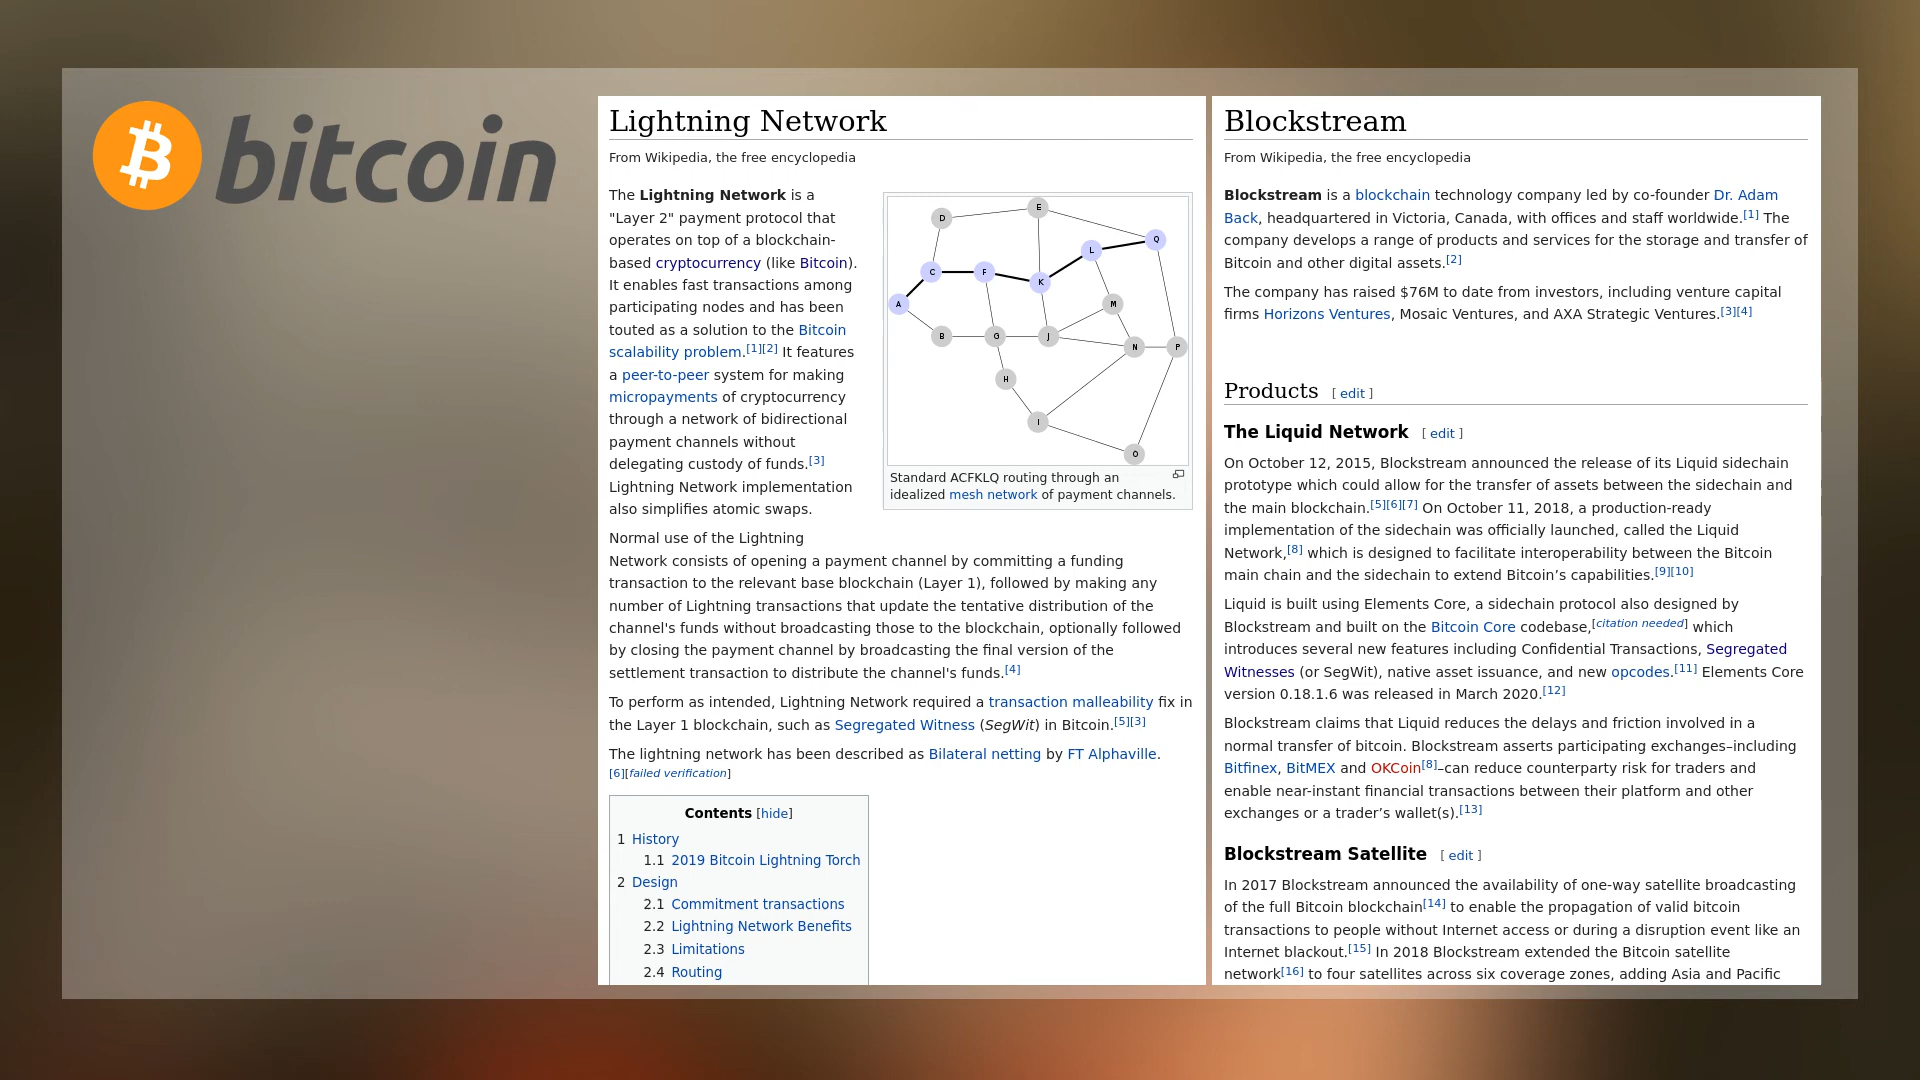 bitcoin
Lightning Network
From Wikipedia, the free encyclopedia
The Lightning Network is a
"Layer 2" payment protocol that
operates on top of a blockchain-
based cryptocurrency (like Bitcoin).
It enables fast transactions among
participating nodes and has been
touted as a solution to the Bitcoin
scalability problem.[1][2] It features
a peer-to-peer system for making
micropayments of cryptocurrency
through a network of bidirectional
payment channels without
delegating custody of funds.[3]
Lightning Network implementation
also simplifies atomic swaps.
D
E
Q
L
C
F
K
A
M
B
G
J
N
P
H
I
O
Standard ACFKLQ routing through an
idealized mesh network of payment channels.
Normal use of the Lightning
Network consists of opening a payment channel by committing a funding
transaction to the relevant base blockchain (Layer 1), followed by making any
number of Lightning transactions that update the tentative distribution of the
channel's funds without broadcasting those to the blockchain, optionally followed
by closing the payment channel by broadcasting the final version of the
settlement transaction to distribute the channel's funds.[4]
To perform as intended, Lightning Network required a transaction malleability fix in
the Layer 1 blockchain, such as Segregated Witness (SegWit) in Bitcoin.[5][3]
The lightning network has been described as Bilateral netting by FT Alphaville.
[6][failed verification]
Contents [hide]
1 History
1.1 2019 Bitcoin Lightning Torch
2 Design
2.1 Commitment transactions
2.2 Lightning Network Benefits
2.3 Limitations
2.4 Routing
Blockstream
From Wikipedia, the free encyclopedia
Blockstream is a blockchain technology company led by co-founder Dr. Adam
Back, headquartered in Victoria, Canada, with offices and staff worldwide.[1] The
company develops a range of products and services for the storage and transfer of
Bitcoin and other digital assets.[2]
The company has raised $76M to date from investors, including venture capital
firms Horizons Ventures, Mosaic Ventures, and AXA Strategic Ventures.[3][4]
Products [ edit ]
The Liquid Network [ edit ]
On October 12, 2015, Blockstream announced the release of its Liquid sidechain
prototype which could allow for the transfer of assets between the sidechain and
the main blockchain.[5][6][7] On October 11, 2018, a production-ready
implementation of the sidechain was officially launched, called the Liquid
Network,[8] which is designed to facilitate interoperability between the Bitcoin
main chain and the sidechain to extend Bitcoin’s capabilities.[9][10]
Liquid is built using Elements Core, a sidechain protocol also designed by
Blockstream and built on the Bitcoin Core codebase,[citation needed] which
introduces several new features including Confidential Transactions, Segregated
Witnesses (or SegWit), native asset issuance, and new opcodes.[11] Elements Core
version 0.18.1.6 was released in March 2020.[12]
Blockstream claims that Liquid reduces the delays and friction involved in a
normal transfer of bitcoin. Blockstream asserts participating exchanges–including
Bitfinex, BitMEX and OKCoin[8]–can reduce counterparty risk for traders and
enable near-instant financial transactions between their platform and other
exchanges or a trader’s wallet(s).[13]
Blockstream Satellite [ edit ]
In 2017 Blockstream announced the availability of one-way satellite broadcasting
of the full Bitcoin blockchain[14] to enable the propagation of valid bitcoin
transactions to people without Internet access or during a disruption event like an
Internet blackout.[15] In 2018 Blockstream extended the Bitcoin satellite
network[16] to four satellites across six coverage zones, adding Asia and Pacific